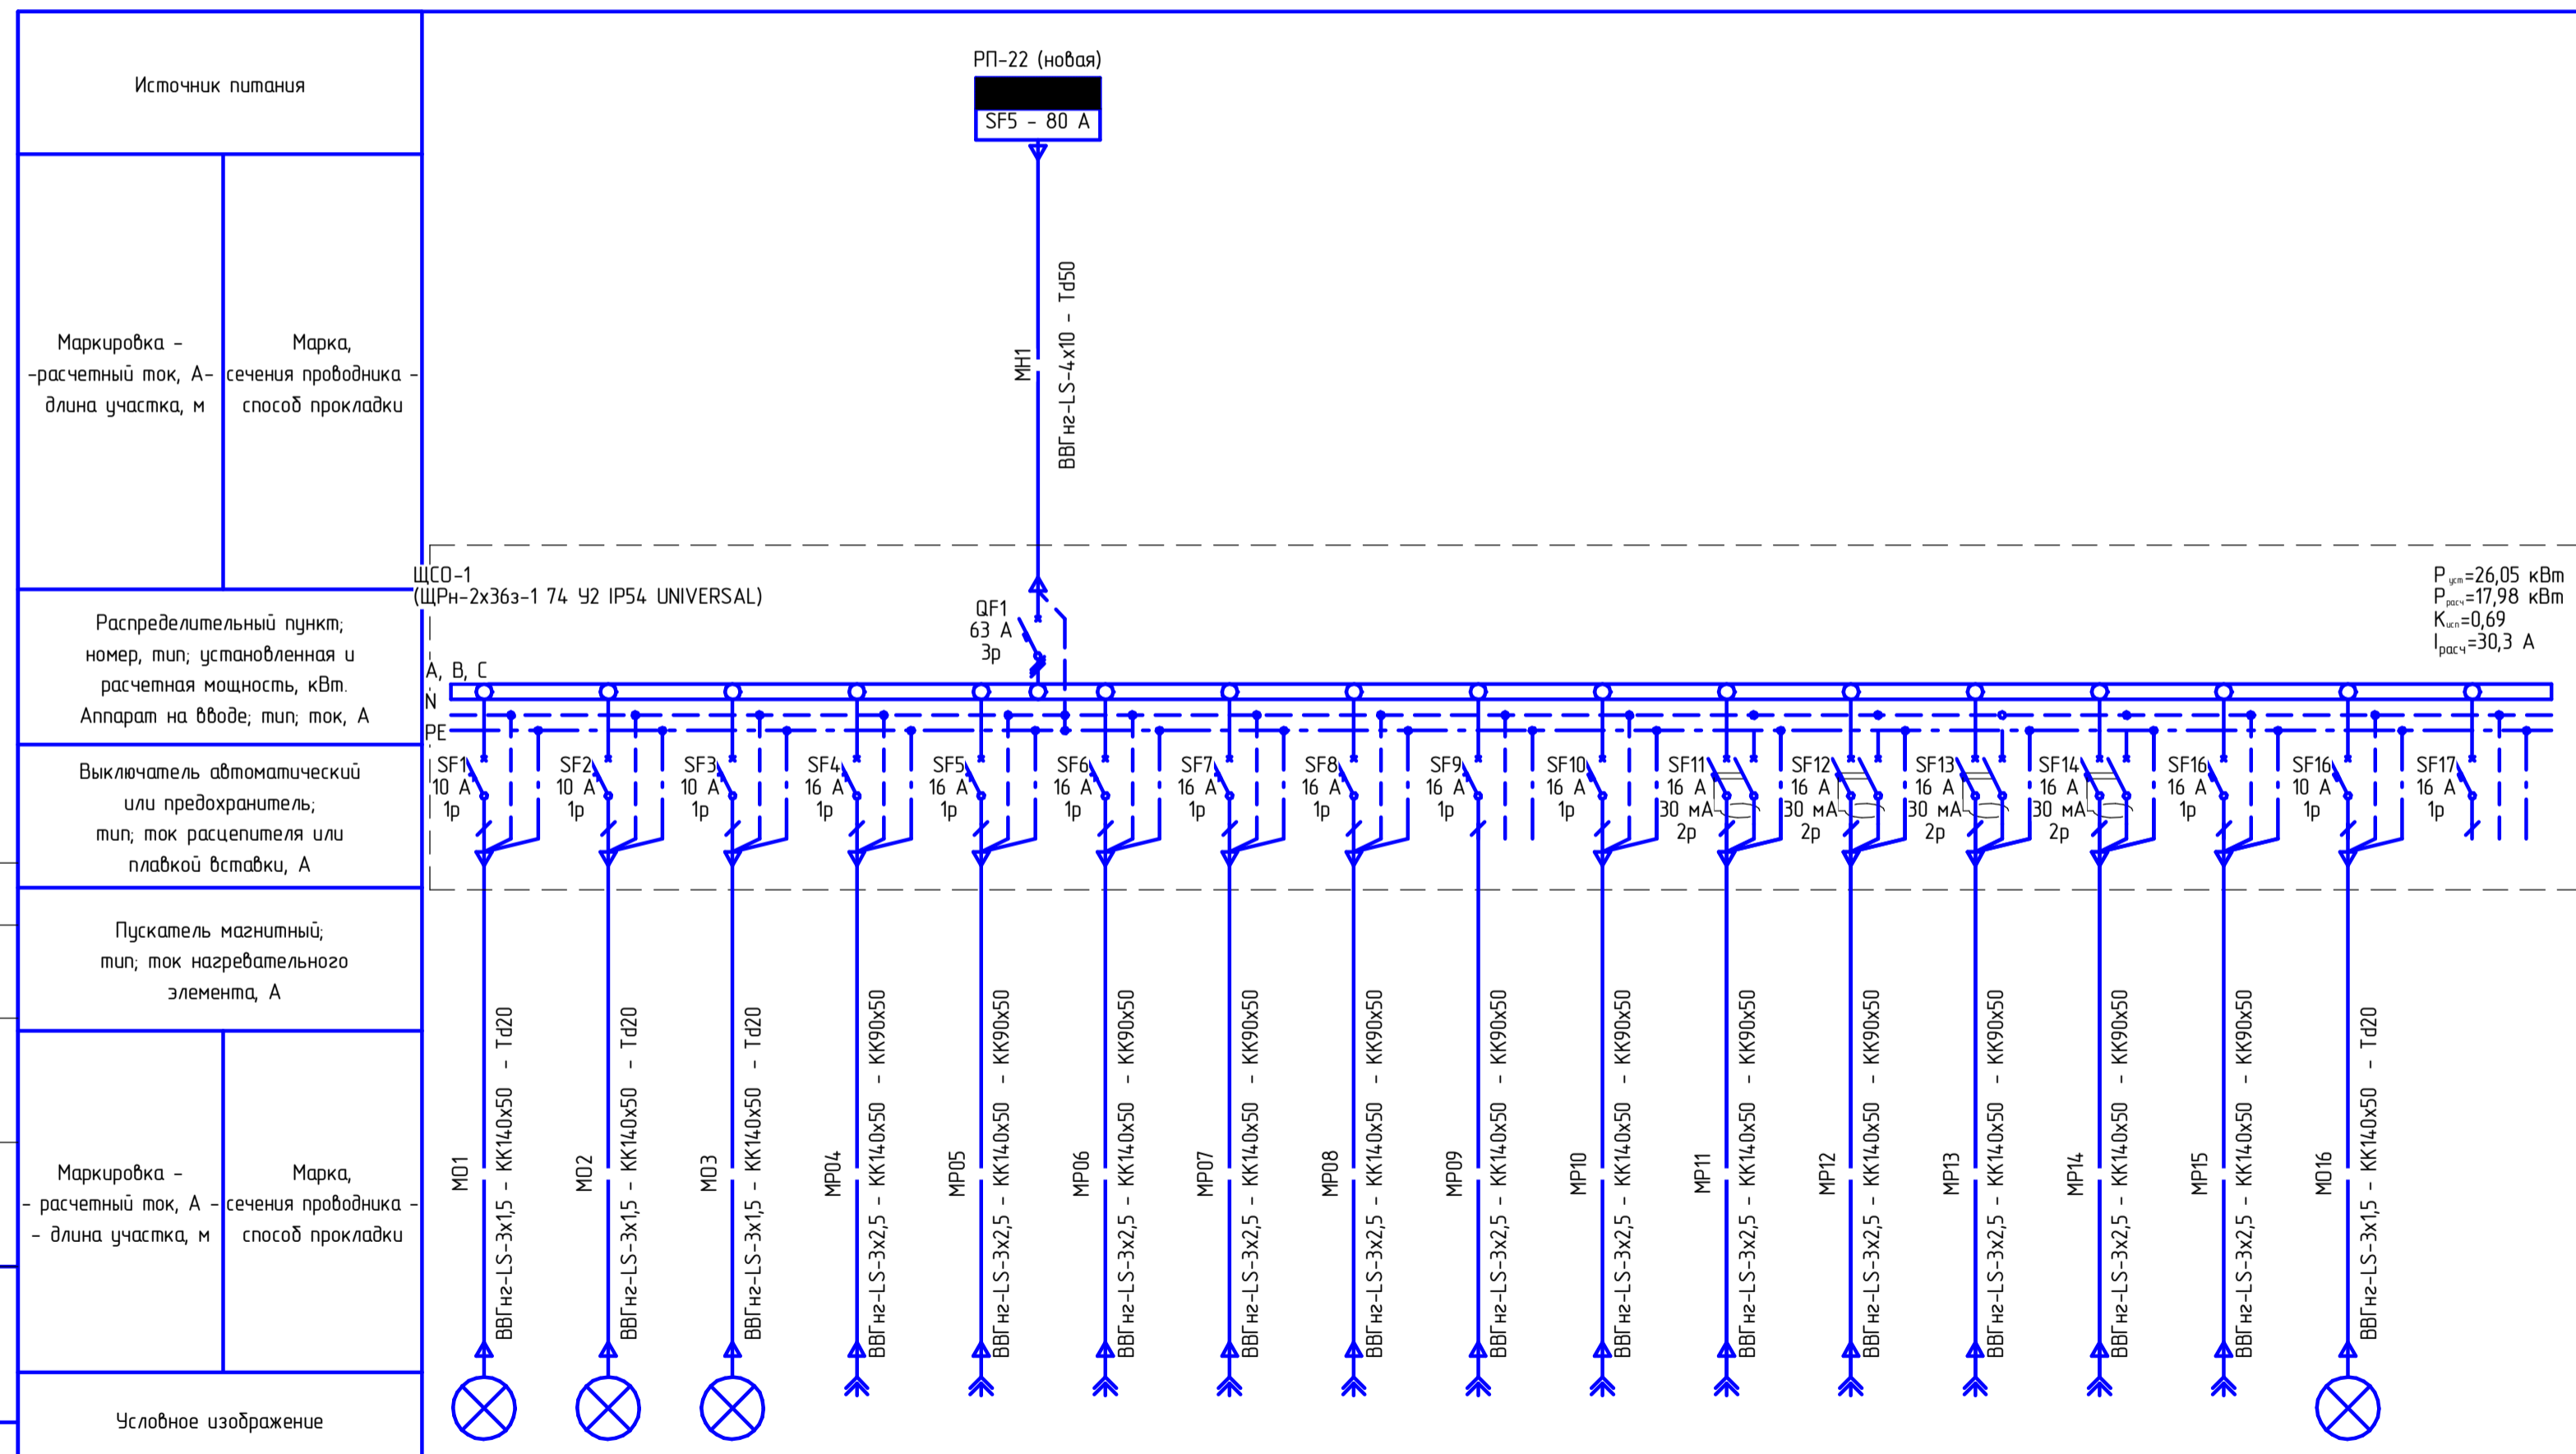 Источник питания
РП-22 (новая)
SF5 - 80 А
Маркировка -
-расчетный ток, А-
длина участка, м
Марка,
сечения проводника -
способ прокладки
МН1
ВВГнг-LS-4х10 - Тd50
ЩСО-1
(ЩРн-2х36з-1 74 У2 IP54 UNIVERSAL)
QF1
63 А
3р
Pуст=26,05 кВт
Pрасч=17,98 кВт
Kисп=0,69
Iрасч=30,3 А
Распределительный пункт;
номер, тип; установленная и
расчетная мощность, кВт.
Аппарат на вводе; тип; ток, А
А, В, С
N
PE
Выключатель автоматический
или предохранитель;
тип; ток расцепителя или
плавкой вставки, А
SF1
10 А
1р
SF2
10 А
1р
SF3
10 А
1р
SF4
16 А
1р
SF5
16 А
1р
SF6
16 А
1р
SF7
16 А
1р
SF8
16 А
1р
SF9
16 А
1р
SF10
16 А
1р
SF11
16 А
30 мА
2р
SF12
16 А
30 мА
2р
SF13
16 А
30 мА
2р
SF14
16 А
30 мА
2р
SF16
16 А
1р
SF16
10 А
1р
SF17
16 А
1р
Пускатель магнитный;
тип; ток нагревательного
элемента, А
Маркировка -
- расчетный ток, А -
- длина участка, м
Марка,
сечения проводника -
способ прокладки
МО1
ВВГнг-LS-3х1,5 - КК140х50 - Тd20
МО2
ВВГнг-LS-3х1,5 - КК140х50 - Тd20
МО3
ВВГнг-LS-3х1,5 - КК140х50 - Тd20
МР04
ВВГнг-LS-3х2,5 - КК140х50 - КК90х50
МР05
ВВГнг-LS-3х2,5 - КК140х50 - КК90х50
МР06
ВВГнг-LS-3х2,5 - КК140х50 - КК90х50
МР07
ВВГнг-LS-3х2,5 - КК140х50 - КК90х50
МР08
ВВГнг-LS-3х2,5 - КК140х50 - КК90х50
МР09
ВВГнг-LS-3х2,5 - КК140х50 - КК90х50
МР10
ВВГнг-LS-3х2,5 - КК140х50 - КК90х50
МР11
ВВГнг-LS-3х2,5 - КК140х50 - КК90х50
МР12
ВВГнг-LS-3х2,5 - КК140х50 - КК90х50
МР13
ВВГнг-LS-3х2,5 - КК140х50 - КК90х50
МР14
ВВГнг-LS-3х2,5 - КК140х50 - КК90х50
МР15
ВВГнг-LS-3х2,5 - КК140х50 - КК90х50
МО16
ВВГнг-LS-3х1,5 - КК140х50 - Тd20
Условное изображение